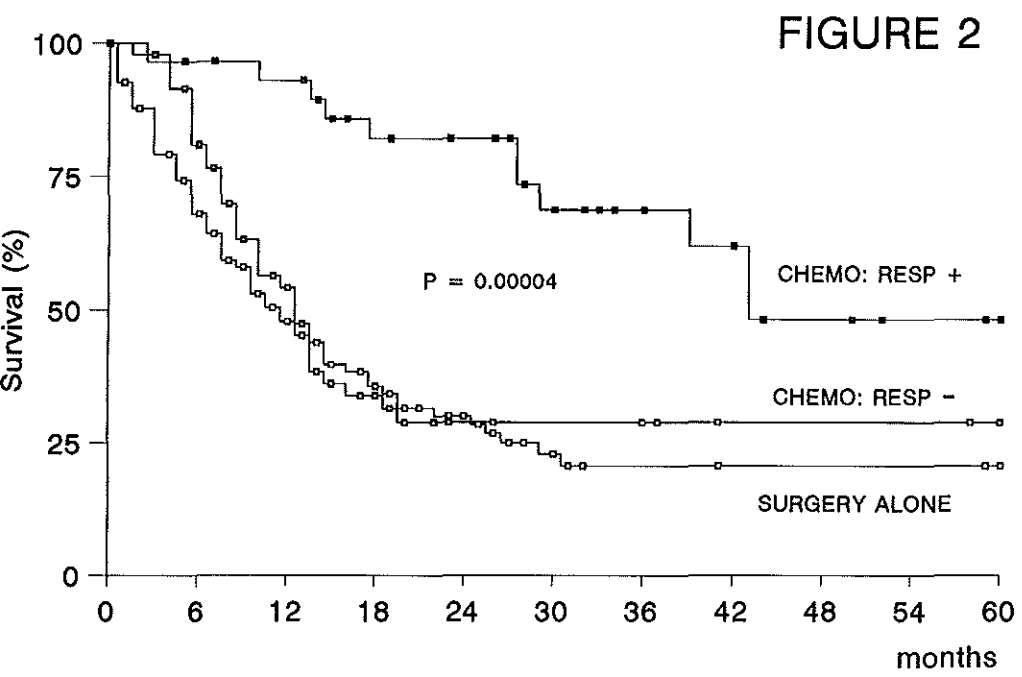 FIGURE 2
100
75
50
25
0
Survival (%)
P = 0.00004
CHEMO: RESP +
CHEMO: RESP -
SURGERY ALONE
0 6 12 18 24 30 36 42 48 54 60
months